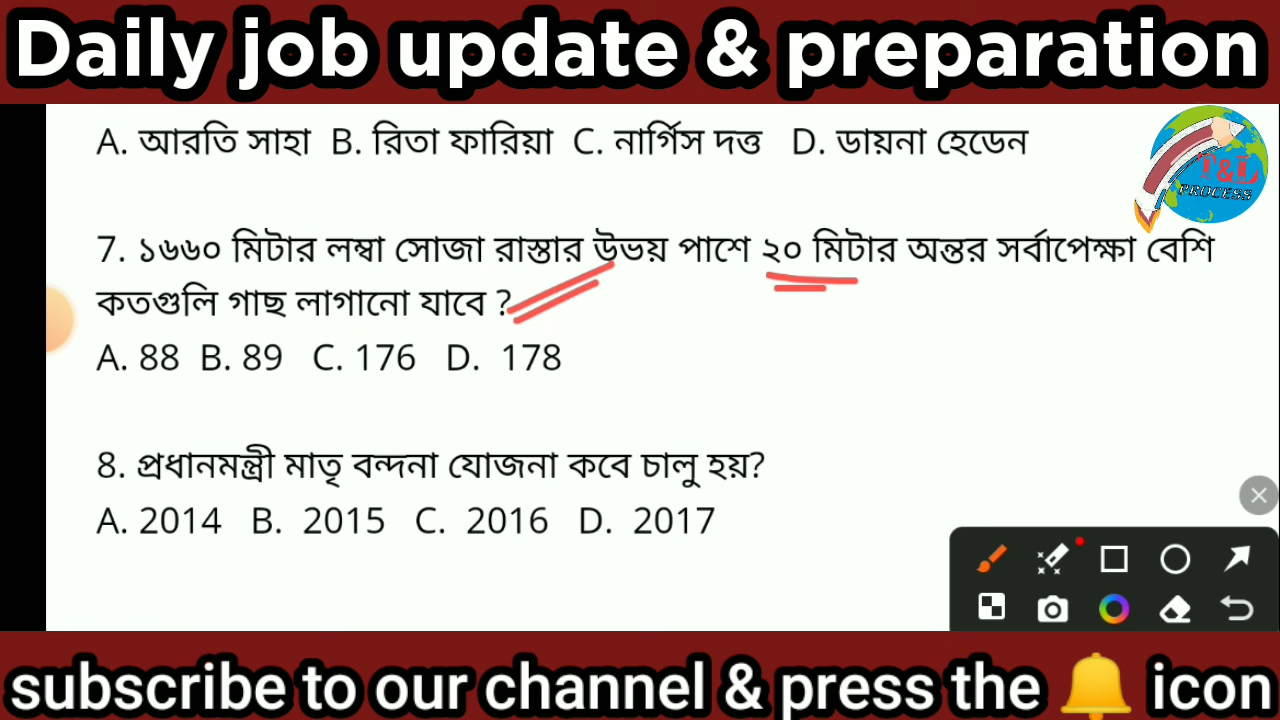 Daily job update & preparation
A. আরতি সাহা B. রিতা ফারিয়া C. নার্গিস দত্ত D. ডায়না হেডেন
T&L
PROCESS
7. ১৬৬০ মিটার লম্বা সোজা রাস্তার উভয় পাশে ২০ মিটার অন্তর সর্বাপেক্ষা বেশি
কতগুলি গাছ লাগানো যাবে ?
A. 88 B. 89 C. 176 D. 178
8. প্রধানমন্ত্রী মাতৃ বন্দনা যোজনা কবে চালু হয়?
A. 2014 B. 2015 C. 2016 D. 2017
subscribe to our channel & press the 🔔 icon